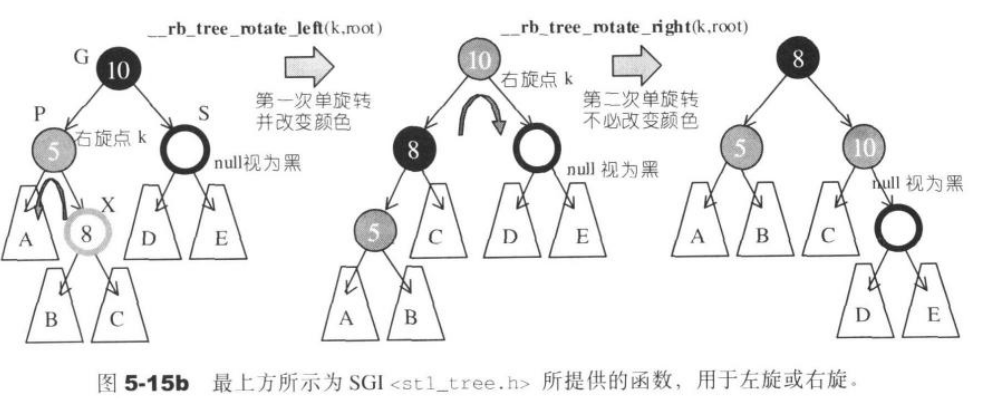 __rb_tree_rotate_left(k,root)
__rb_tree_rotate_right(k,root)
G 10
10
8
右旋点 k
第一次单旋转
并改变颜色
第二次单旋转
不必改变颜色
P
S
5
右旋点 k
null视为黑
8
null 视为黑
5
10
null 视为黑
X
A
8
D
E
5
C
D
E
A
B
C
B
C
A
B
D
E
图 5-15b 最上方所示为 SGI <stl_tree.h> 所提供的函数，用于左旋或右旋。